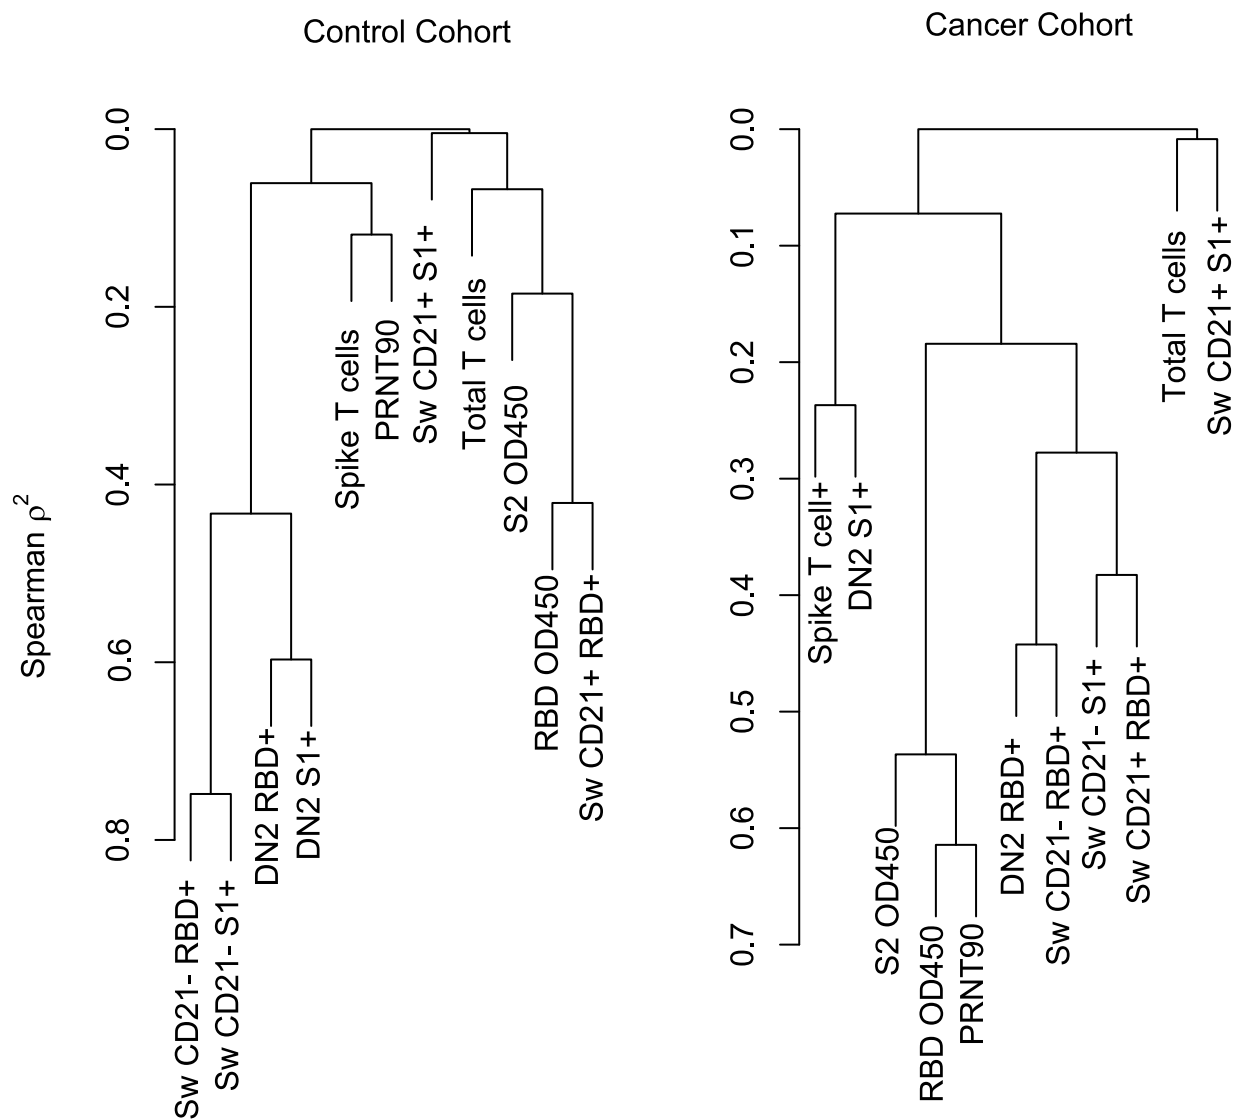 Control Cohort
Cancer Cohort
Spearman ρ²
0.0
0.2
0.4
0.6
0.8
Sw CD21- RBD+
Sw CD21- S1+
DN2 RBD+
DN2 S1+
Spike T cells
PRNT90
Sw CD21+ S1+
Total T cells
S2 OD450
RBD OD450
Sw CD21+ RBD+
0.0
0.1
0.2
0.3
0.4
0.5
0.6
0.7
Spike T cell+
DN2 S1+
S2 OD450
RBD OD450
PRNT90
DN2 RBD+
Sw CD21- RBD+
Sw CD21- S1+
Sw CD21+ RBD+
Total T cells
Sw CD21+ S1+